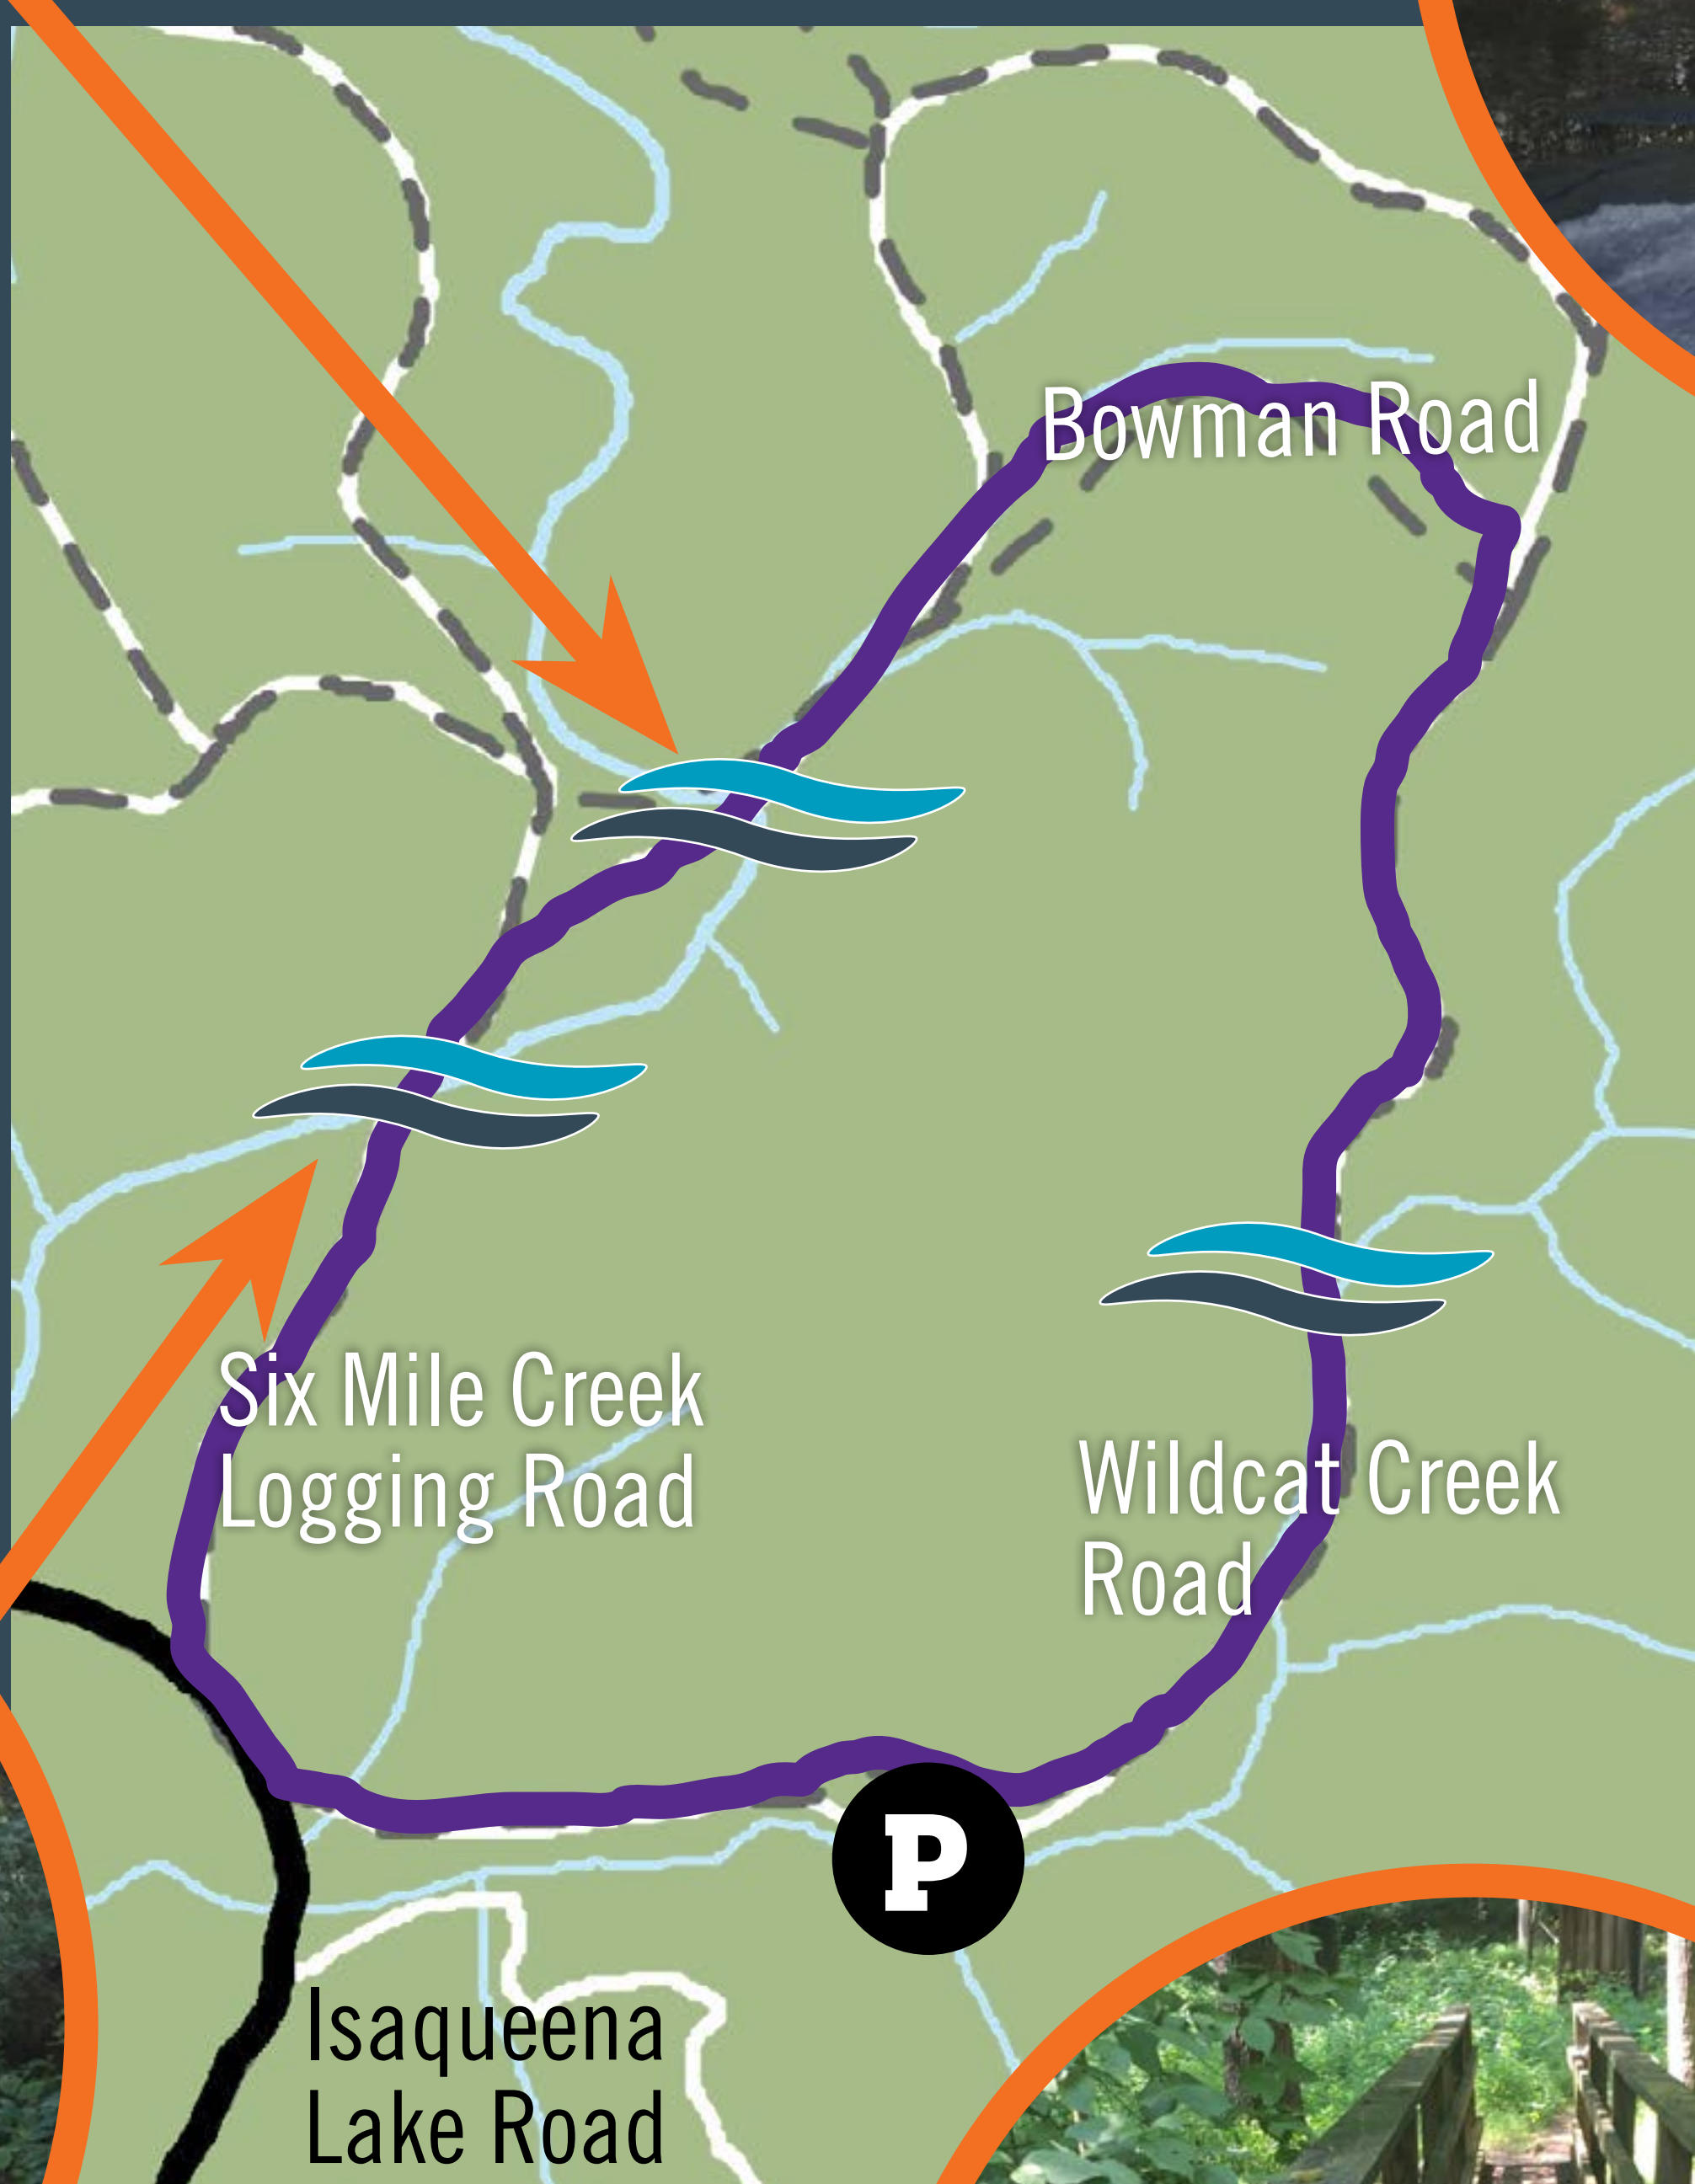 Bowman Road
Six Mile Creek
Logging Road
Wildcat Creek
Road
P
Isaqueena
Lake Road